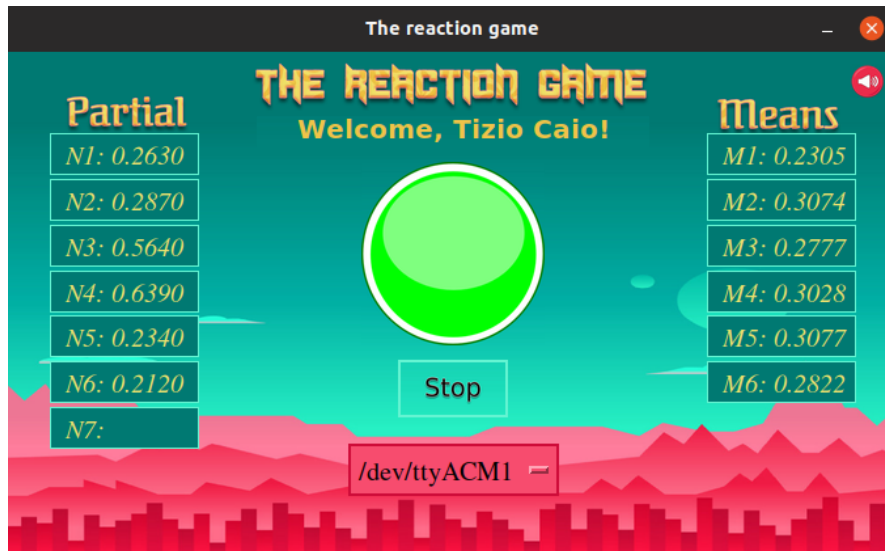 The reaction game
THE REACTION GAME
Welcome, Tizio Caio!
Partial
N1: 0.2630
N2: 0.2870
N3: 0.5640
N4: 0.6390
N5: 0.2340
N6: 0.2120
N7:
Stop
/dev/ttyACM1
Means
M1: 0.2305
M2: 0.3074
M3: 0.2777
M4: 0.3028
M5: 0.3077
M6: 0.2822